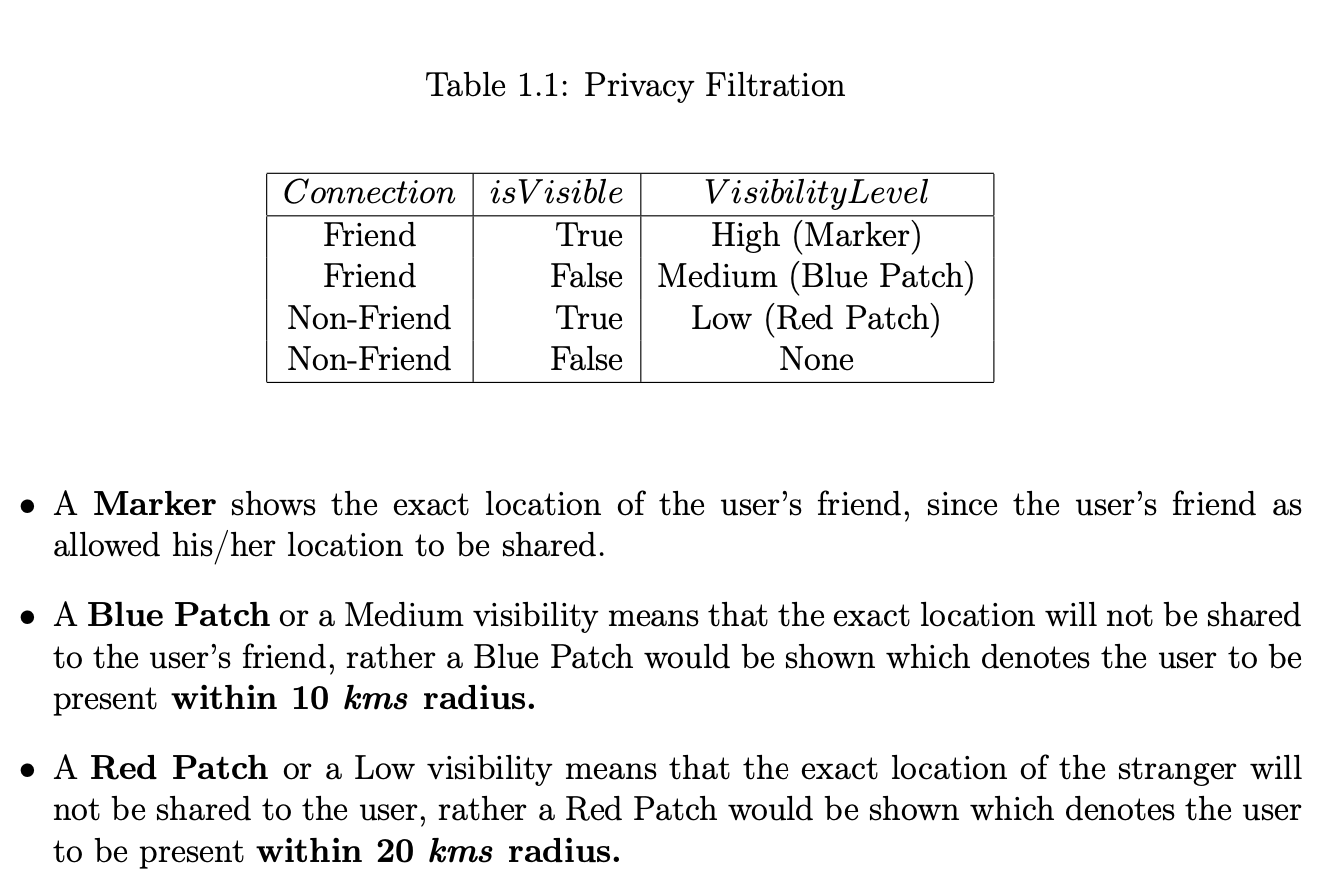 Table 1.1: Privacy Filtration
Connection isVisible VisibilityLevel
Friend True High (Marker)
Friend False Medium (Blue Patch)
Non-Friend True Low (Red Patch)
Non-Friend False None
• A Marker shows the exact location of the user's friend, since the user's friend as
allowed his/her location to be shared.
• A Blue Patch or a Medium visibility means that the exact location will not be shared
to the user's friend, rather a Blue Patch would be shown which denotes the user to be
present within 10 kms radius.
• A Red Patch or a Low visibility means that the exact location of the stranger will
not be shared to the user, rather a Red Patch would be shown which denotes the user
to be present within 20 kms radius.